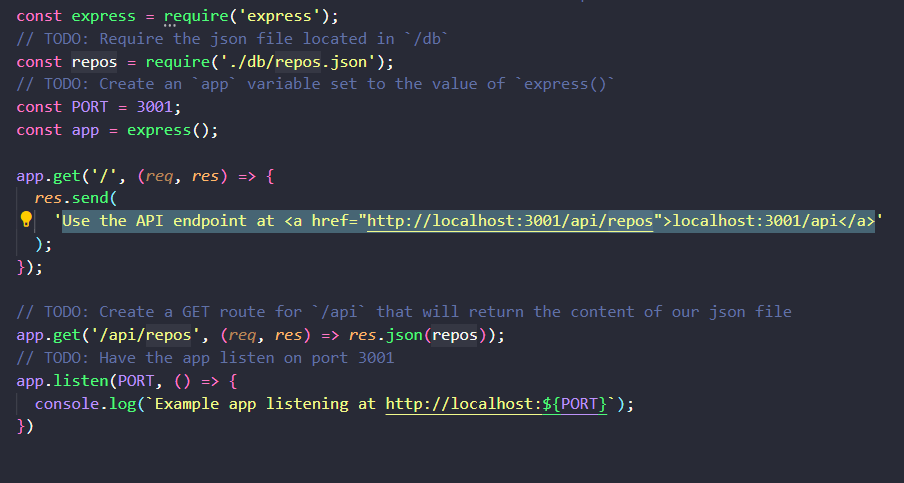 const express = require('express');
// TODO: Require the json file located in `/db`
const repos = require('./db/repos.json');
// TODO: Create an `app` variable set to the value of `express()`
const PORT = 3001;
const app = express();
app.get('/', (req, res) => {
res.send(
'Use the API endpoint at <a href="http://localhost:3001/api/repos">localhost:3001/api</a>'
);
});
// TODO: Create a GET route for `/api` that will return the content of our json file
app.get('/api/repos', (req, res) => res.json(repos));
// TODO: Have the app listen on port 3001
app.listen(PORT, () => {
console.log(`Example app listening at http://localhost:${PORT}`);
})